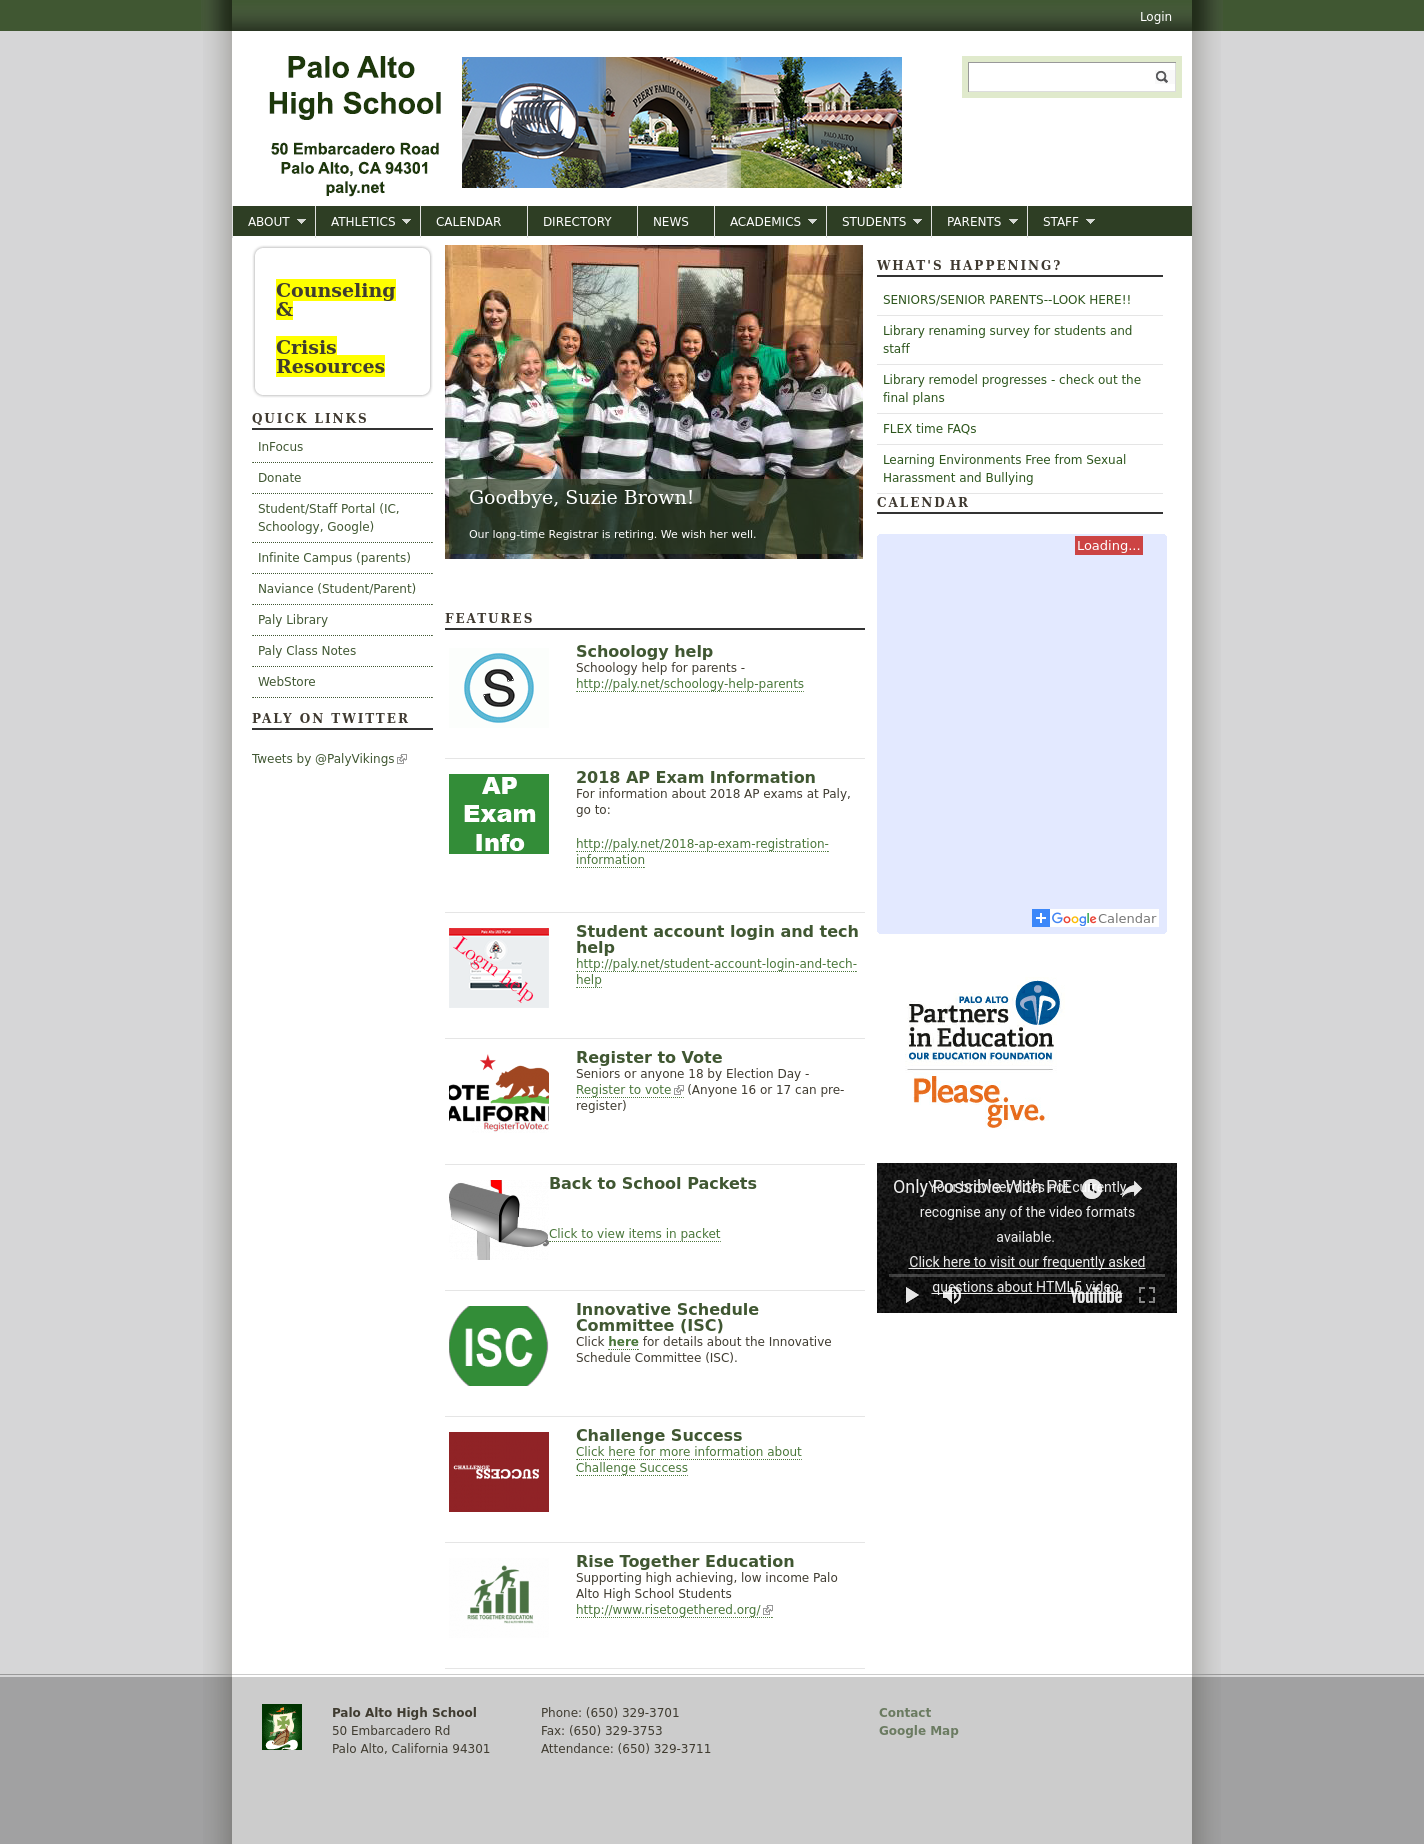 Login
Palo Alto
High School
50 Embarcadero Road
Palo Alto, CA 94301
paly.net
PEERY FAMILY CENTER
PALO ALTO
HIGH SCHOOL
ABOUT ATHLETICS CALENDAR DIRECTORY NEWS ACADEMICS STUDENTS PARENTS STAFF
Counseling
&
Crisis
Resources
QUICK LINKS
InFocus
Donate
Student/Staff Portal (IC,
Schoology, Google)
Infinite Campus (parents)
Naviance (Student/Parent)
Paly Library
Paly Class Notes
WebStore
PALY ON TWITTER
Tweets by @PalyVikings
Goodbye, Suzie Brown!
Our long-time Registrar is retiring. We wish her well.
FEATURES
S
Schoology help
Schoology help for parents -
http://paly.net/schoology-help-parents
AP
Exam
Info
2018 AP Exam Information
For information about 2018 AP exams at Paly,
go to:
http://paly.net/2018-ap-exam-registration-
information
Login help
Student account login and tech
help
http://paly.net/student-account-login-and-tech-
help
OTE
ALIFORNI
RegisterToVote.c
Register to Vote
Seniors or anyone 18 by Election Day -
Register to vote (Anyone 16 or 17 can pre-
register)
Back to School Packets
Click to view items in packet
ISC
Innovative Schedule
Committee (ISC)
Click here for details about the Innovative
Schedule Committee (ISC).
CHALLENGE
SUCCESS
Challenge Success
Click here for more information about
Challenge Success
RISE TOGETHER EDUCATION
Rise Together Education
Supporting high achieving, low income Palo
Alto High School Students
http://www.risetogethered.org/
WHAT'S HAPPENING?
SENIORS/SENIOR PARENTS--LOOK HERE!!
Library renaming survey for students and
staff
Library remodel progresses - check out the
final plans
FLEX time FAQs
Learning Environments Free from Sexual
Harassment and Bullying
CALENDAR
Loading...
Google Calendar
PALO ALTO
Partners
in Education
OUR EDUCATION FOUNDATION
Please
give.
Only Possible With PiE
Your browser does not currently
recognise any of the video formats
available.
Click here to visit our frequently asked
questions about HTML5 video.
YouTube
Palo Alto High School
50 Embarcadero Rd
Palo Alto, California 94301
Phone: (650) 329-3701
Fax: (650) 329-3753
Attendance: (650) 329-3711
Contact
Google Map